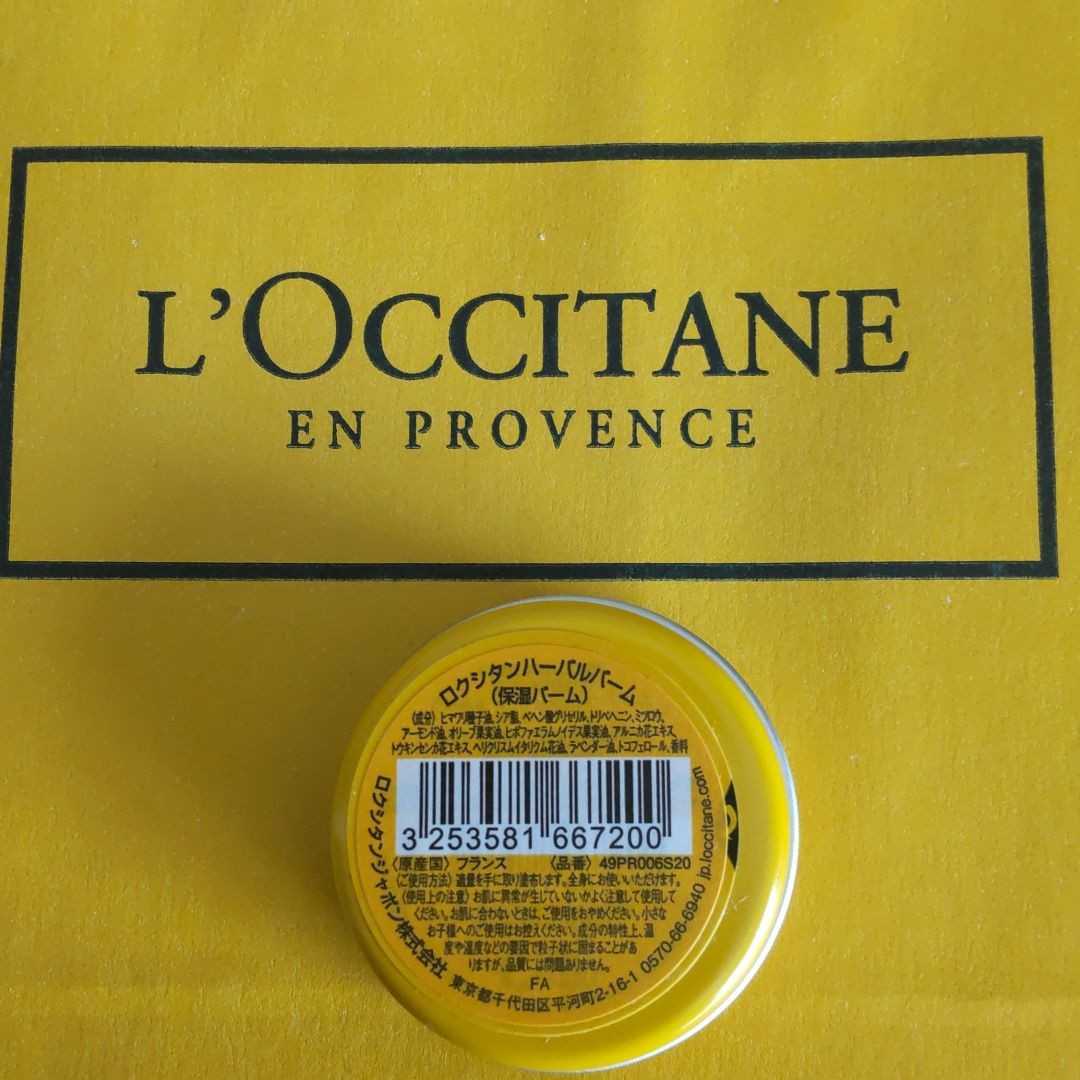 L'OCCITANE
EN PROVENCE
ロクシタンハーバルバーム
(保湿バーム)
(成分) ヒマワリ種子油、シア脂、ベヘン酸グリセリル、トリベヘニン、ミツロウ、
アーモンド油、オリーブ果実油、ヒポファエラムノイデス果実油、アルニカ花エキス、
トウキンセンカ花エキス、ヘリクリスムイタリクム花油、ラベンダー油、トコフェロール、香料
3 253581 667200
〈原産国〉フランス 〈品番〉49PR006S20
〈ご使用方法〉適量を手に取り塗布します。全身にお使いいただけます。
〈使用上の注意〉お肌に異常が生じていないかよく注意して使用して
ください。お肌に合わないときは、ご使用をおやめください。小さな
お子様へのご使用はお控えください。成分の特性上、温
度や湿度などの要因で粒子状に固まることがあ
りますが、品質には問題ありません。
FA
ロクシタンジャポン株式会社 東京都千代田区平河町2-16-1 0570-66-6940 jp.loccitane.com